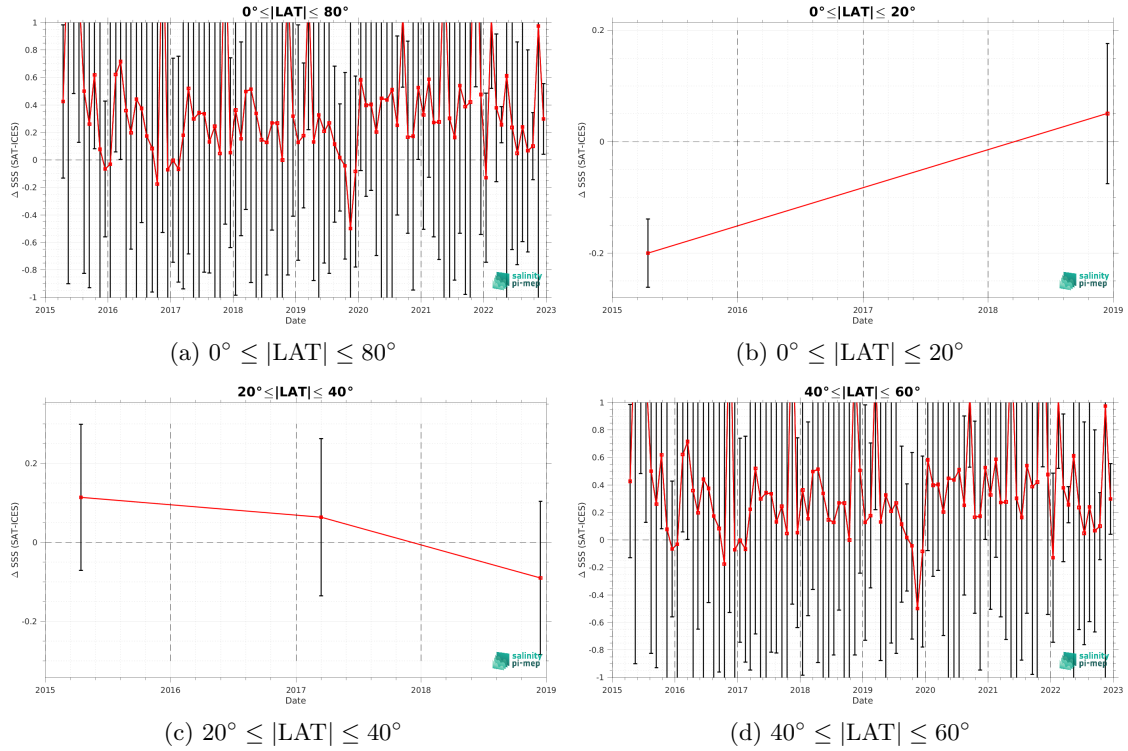 0°≤|LAT|≤ 80°
Δ SSS (SAT-ICES)
1
0.8
0.6
0.4
0.2
0
-0.2
-0.4
-0.6
-0.8
-1
2015 2016 2017 2018 2019 2020 2021 2022 2023
Date
salinity
pi-mep
(a) 0° ≤ |LAT| ≤ 80°
0°≤|LAT|≤ 20°
Δ SSS (SAT-ICES)
0.2
0
-0.2
2015 2016 2017 2018 2019
Date
salinity
pi-mep
(b) 0° ≤ |LAT| ≤ 20°
20°≤|LAT|≤ 40°
Δ SSS (SAT-ICES)
0.2
0
-0.2
2015 2016 2017 2018 2019
Date
salinity
pi-mep
(c) 20° ≤ |LAT| ≤ 40°
40°≤|LAT|≤ 60°
Δ SSS (SAT-ICES)
1
0.8
0.6
0.4
0.2
0
-0.2
-0.4
-0.6
-0.8
-1
2015 2016 2017 2018 2019 2020 2021 2022 2023
Date
salinity
pi-mep
(d) 40° ≤ |LAT| ≤ 60°